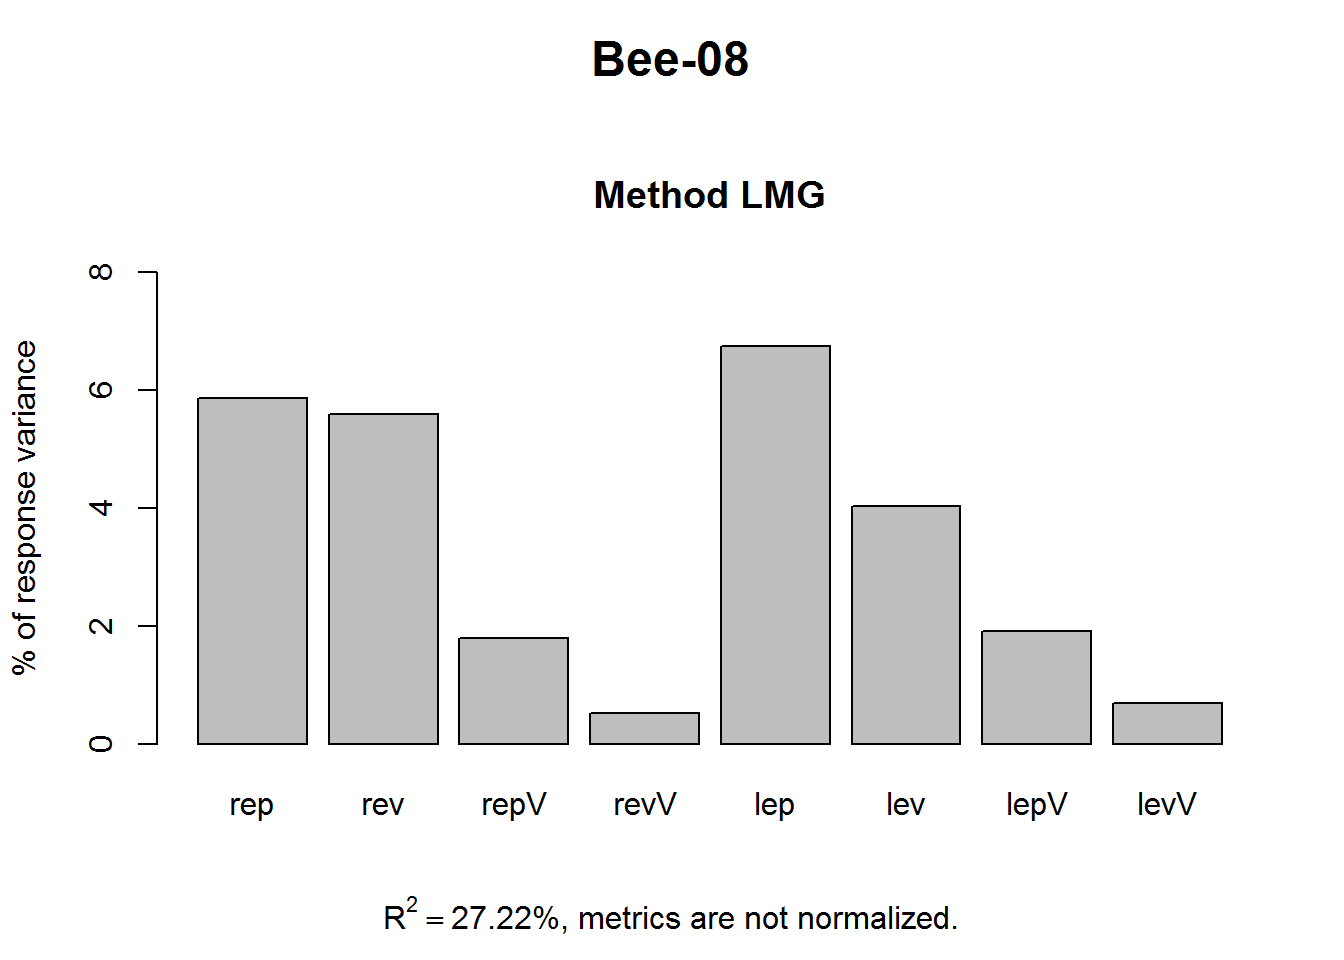 Bee-08
Method LMG
% of response variance
8
6
4
2
0
rep rev repV revV lep lev lepV levV
R² = 27.22%, metrics are not normalized.